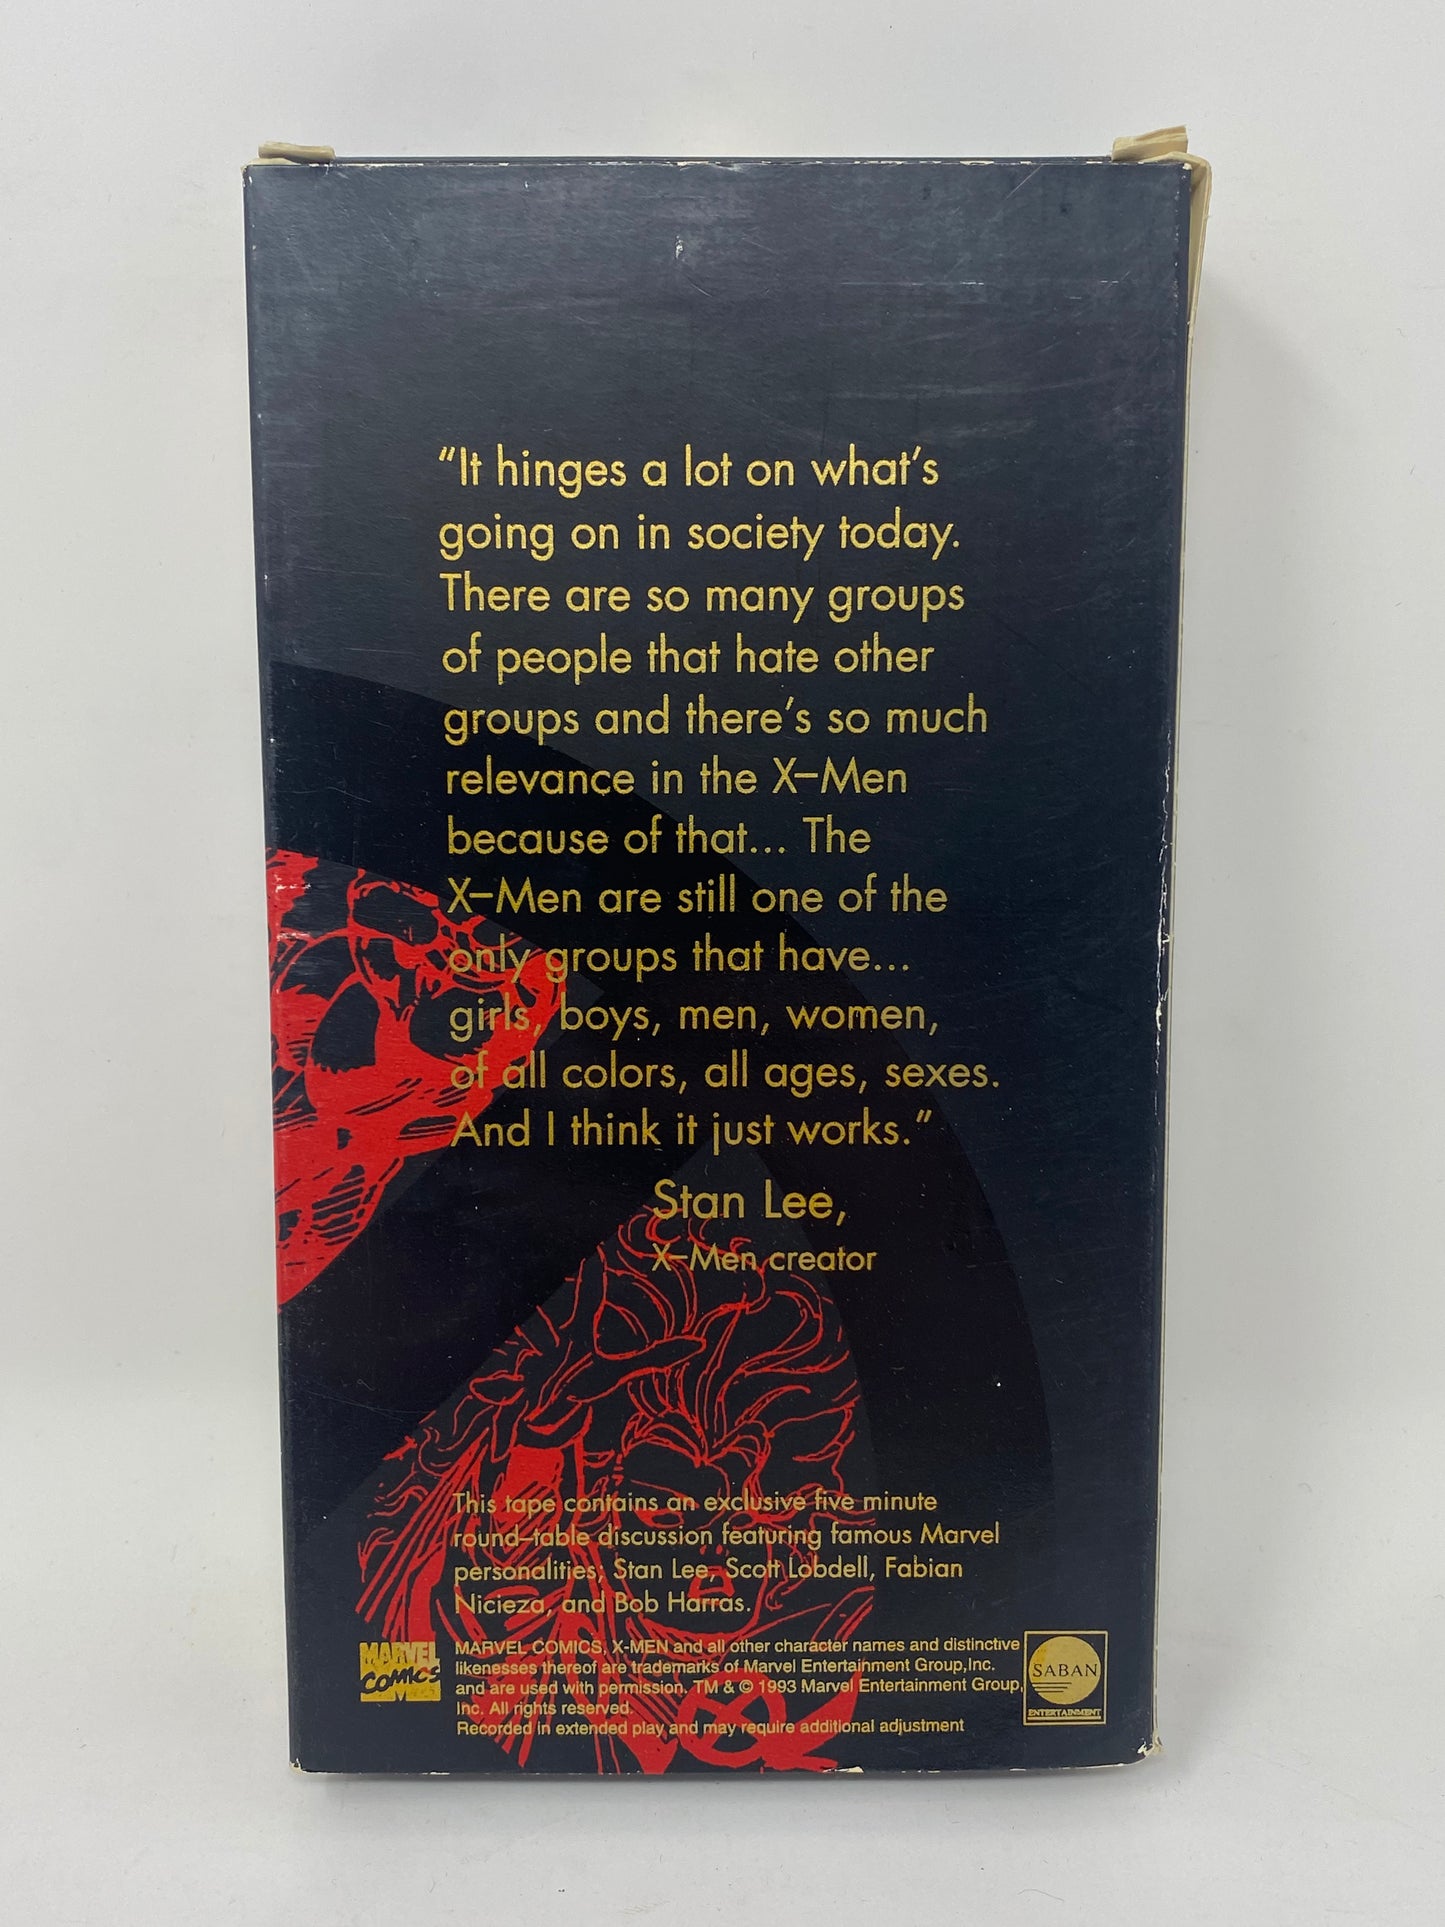 “It hinges a lot on what’s
going on in society today.
There are so many groups
of people that hate other
groups and there’s so much
relevance in the X–Men
because of that... The
X–Men are still one of the
only groups that have...
girls, boys, men, women,
of all colors, all ages, sexes.
And I think it just works.”
Stan Lee,
X–Men creator
This tape contains an exclusive five minute
round–table discussion featuring famous Marvel
personalities; Stan Lee, Scott Lobdell, Fabian
Nicieza, and Bob Harras.
MARVEL
COMICS
MARVEL COMICS, X-MEN and all other character names and distinctive
likenesses thereof are trademarks of Marvel Entertainment Group,Inc.
and are used with permission. TM & © 1993 Marvel Entertainment Group,
Inc. All rights reserved.
Recorded in extended play and may require additional adjustment
SABAN
ENTERTAINMENT